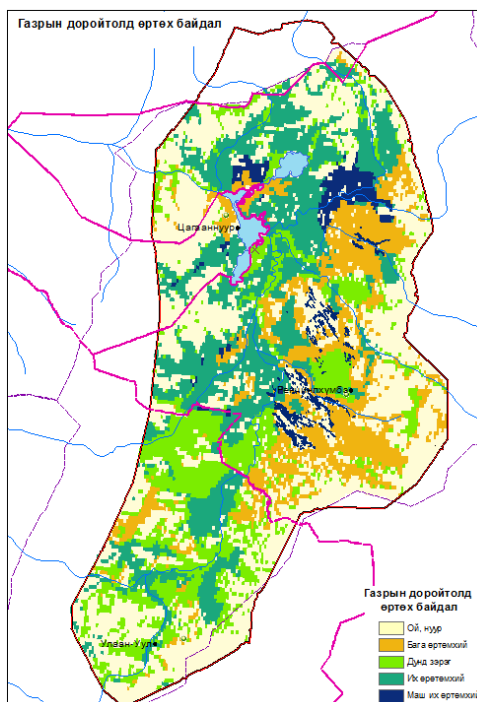 Газрын доройтолд өртөх байдал
Цагааннуур
Улаан-Уул
Газрын доройтолд
өртөх байдал
Ой, нуур
Бага өртөмхий
Дунд зэрэг
Их өрөтөмхий
Маш их өртөмхий